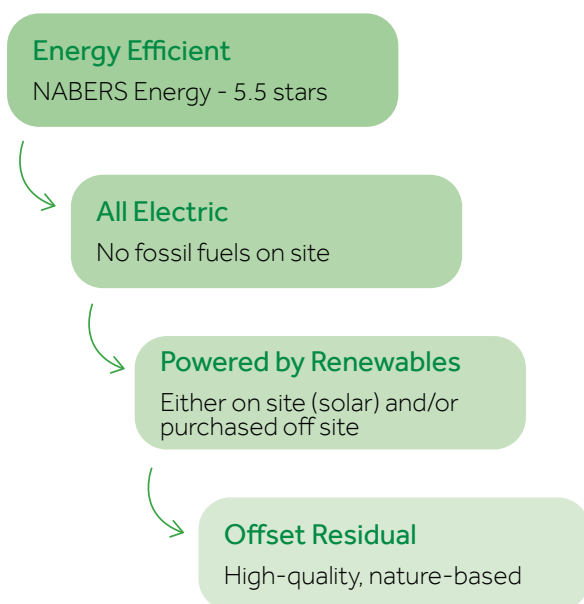 Energy Efficient
NABERS Energy - 5.5 stars
All Electric
No fossil fuels on site
Powered by Renewables
Either on site (solar) and/or
purchased off site
Offset Residual
High-quality, nature-based